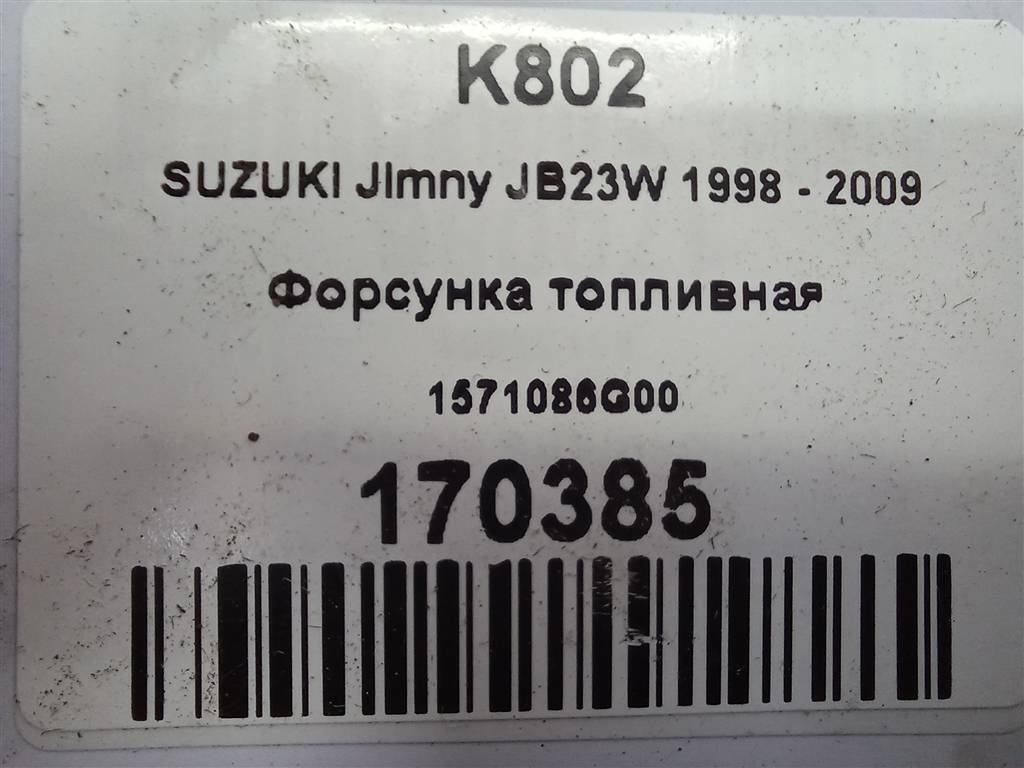 K802
SUZUKI Jimny JB23W 1998 - 2009
Форсунка топливная
1571086G00
170385